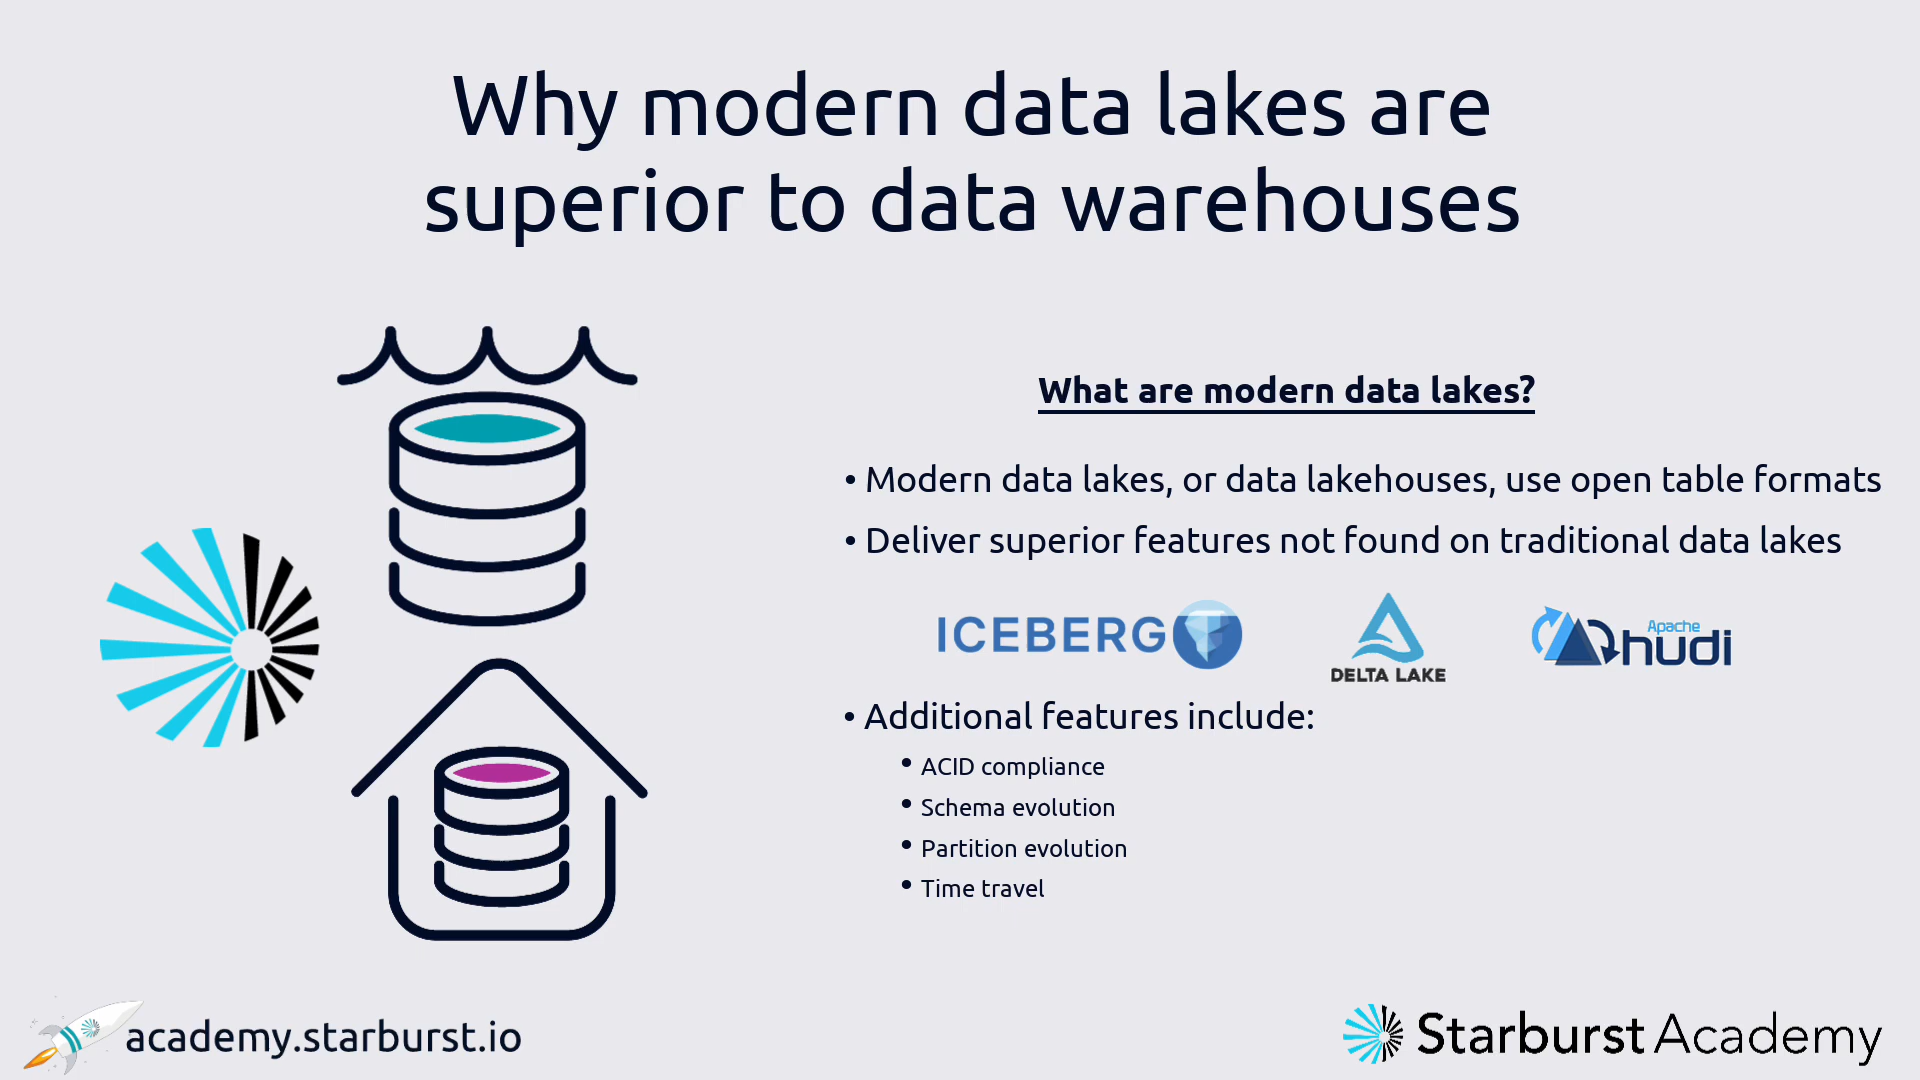 Why modern data lakes are
superior to data warehouses
What are modern data lakes?
• Modern data lakes, or data lakehouses, use open table formats
• Deliver superior features not found on traditional data lakes
ICEBERG
DELTA LAKE
Apache
hudi
• Additional features include:
• ACID compliance
• Schema evolution
• Partition evolution
• Time travel
academy.starburst.io
Starburst Academy